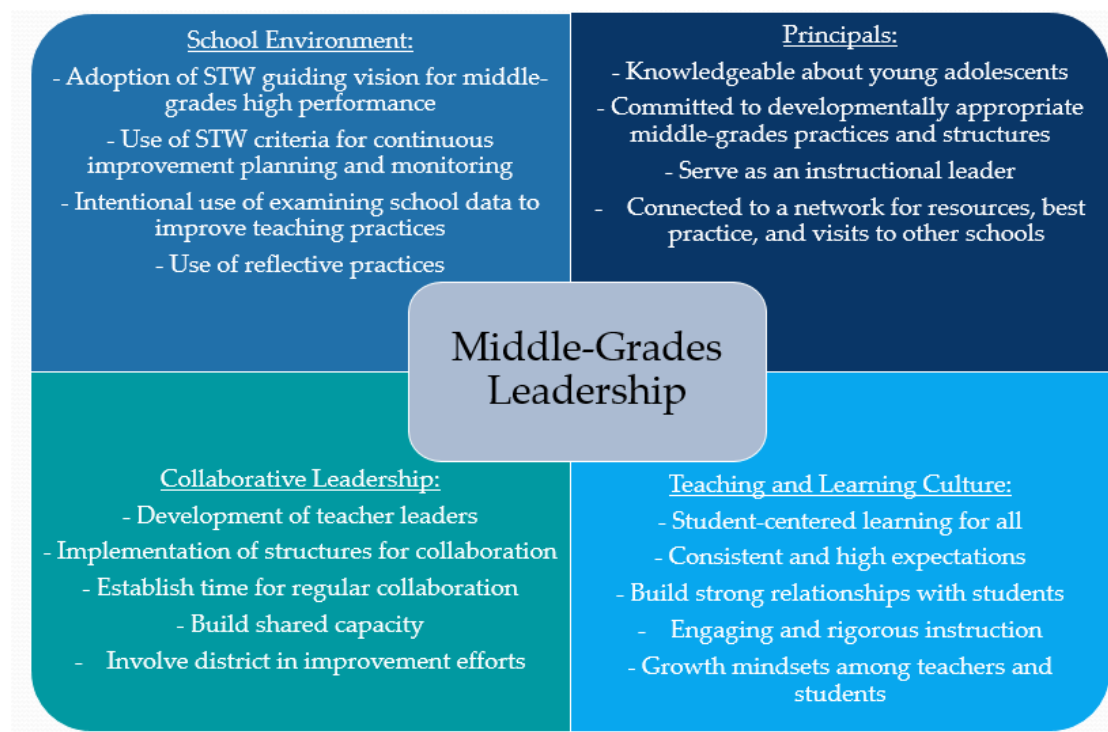 School Environment:
- Adoption of STW guiding vision for middle-
grades high performance
- Use of STW criteria for continuous
improvement planning and monitoring
- Intentional use of examining school data to
improve teaching practices
- Use of reflective practices
Principals:
- Knowledgeable about young adolescents
- Committed to developmentally appropriate
middle-grades practices and structures
- Serve as an instructional leader
- Connected to a network for resources, best
practice, and visits to other schools
Middle-Grades
Leadership
Collaborative Leadership:
- Development of teacher leaders
- Implementation of structures for collaboration
- Establish time for regular collaboration
- Build shared capacity
- Involve district in improvement efforts
Teaching and Learning Culture:
- Student-centered learning for all
- Consistent and high expectations
- Build strong relationships with students
- Engaging and rigorous instruction
- Growth mindsets among teachers and
students